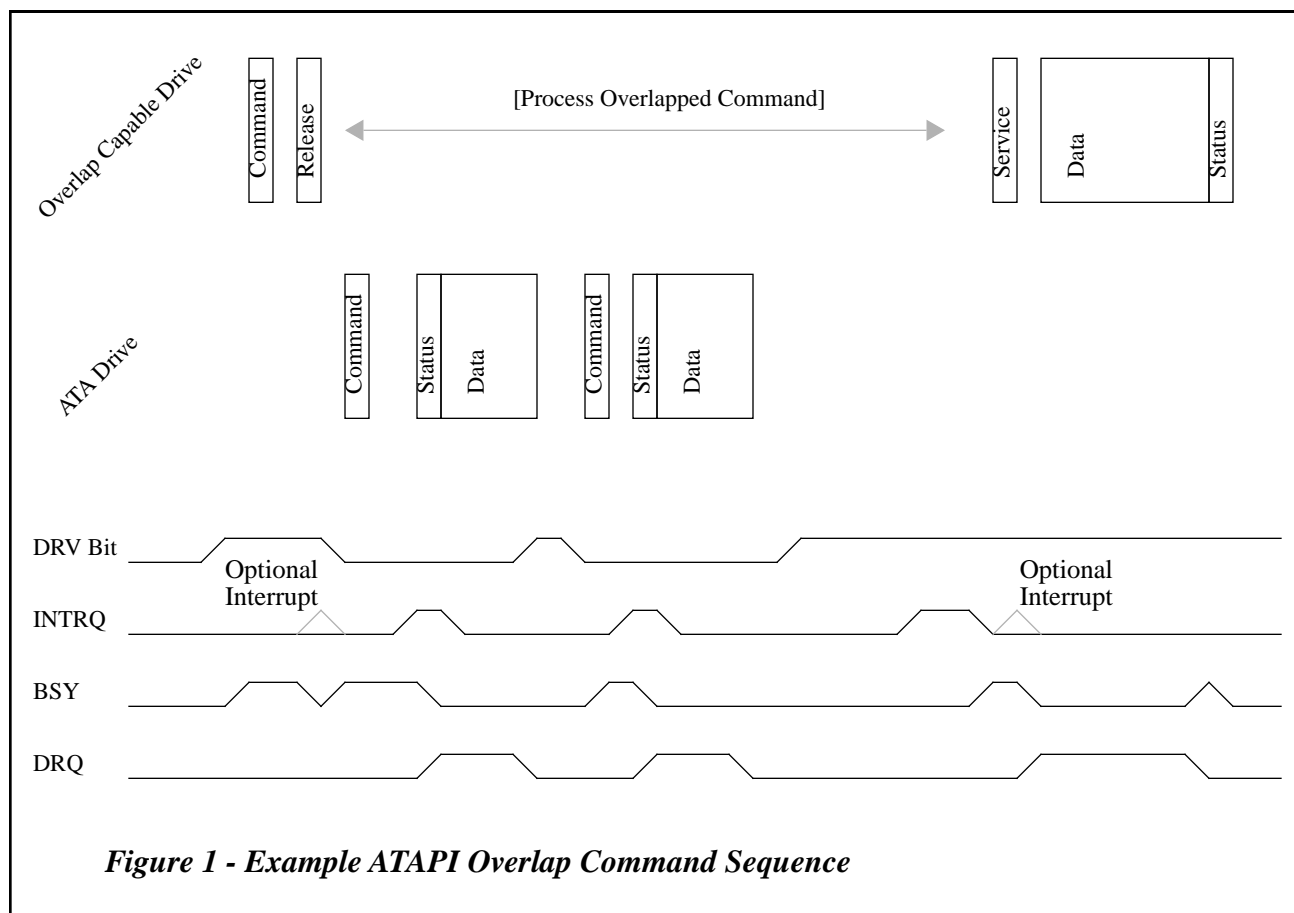 Overlap Capable Drive
Command
Release
[Process Overlapped Command]
Service
Data
Status
ATA Drive
Command
Status
Data
Command
Status
Data
DRV Bit
Optional
Interrupt
Optional
Interrupt
INTRQ
BSY
DRQ
Figure 1 - Example ATAPI Overlap Command Sequence